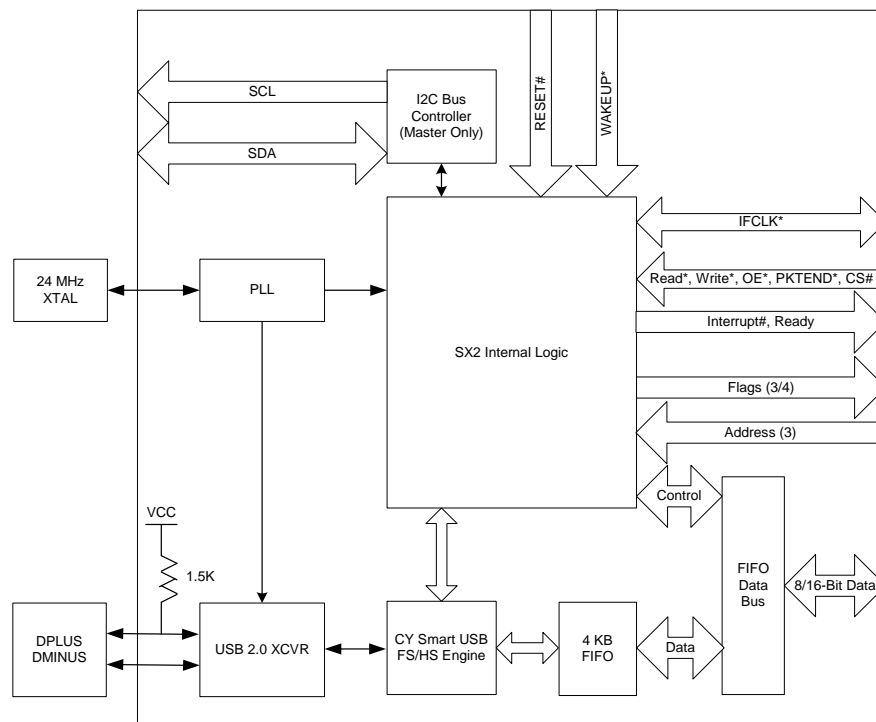 SCL
I2C Bus
Controller
(Master Only)
SDA
RESET#
WAKEUP*
IFCLK*
24 MHz
XTAL
PLL
Read*, Write*, OE*, PKTEND*, CS#
Interrupt#, Ready
SX2 Internal Logic
Flags (3/4)
Address (3)
Control
VCC
1.5K
FIFO
Data
Bus
8/16-Bit Data
DPLUS
DMINUS
USB 2.0 XCVR
CY Smart USB
FS/HS Engine
4 KB
FIFO
Data